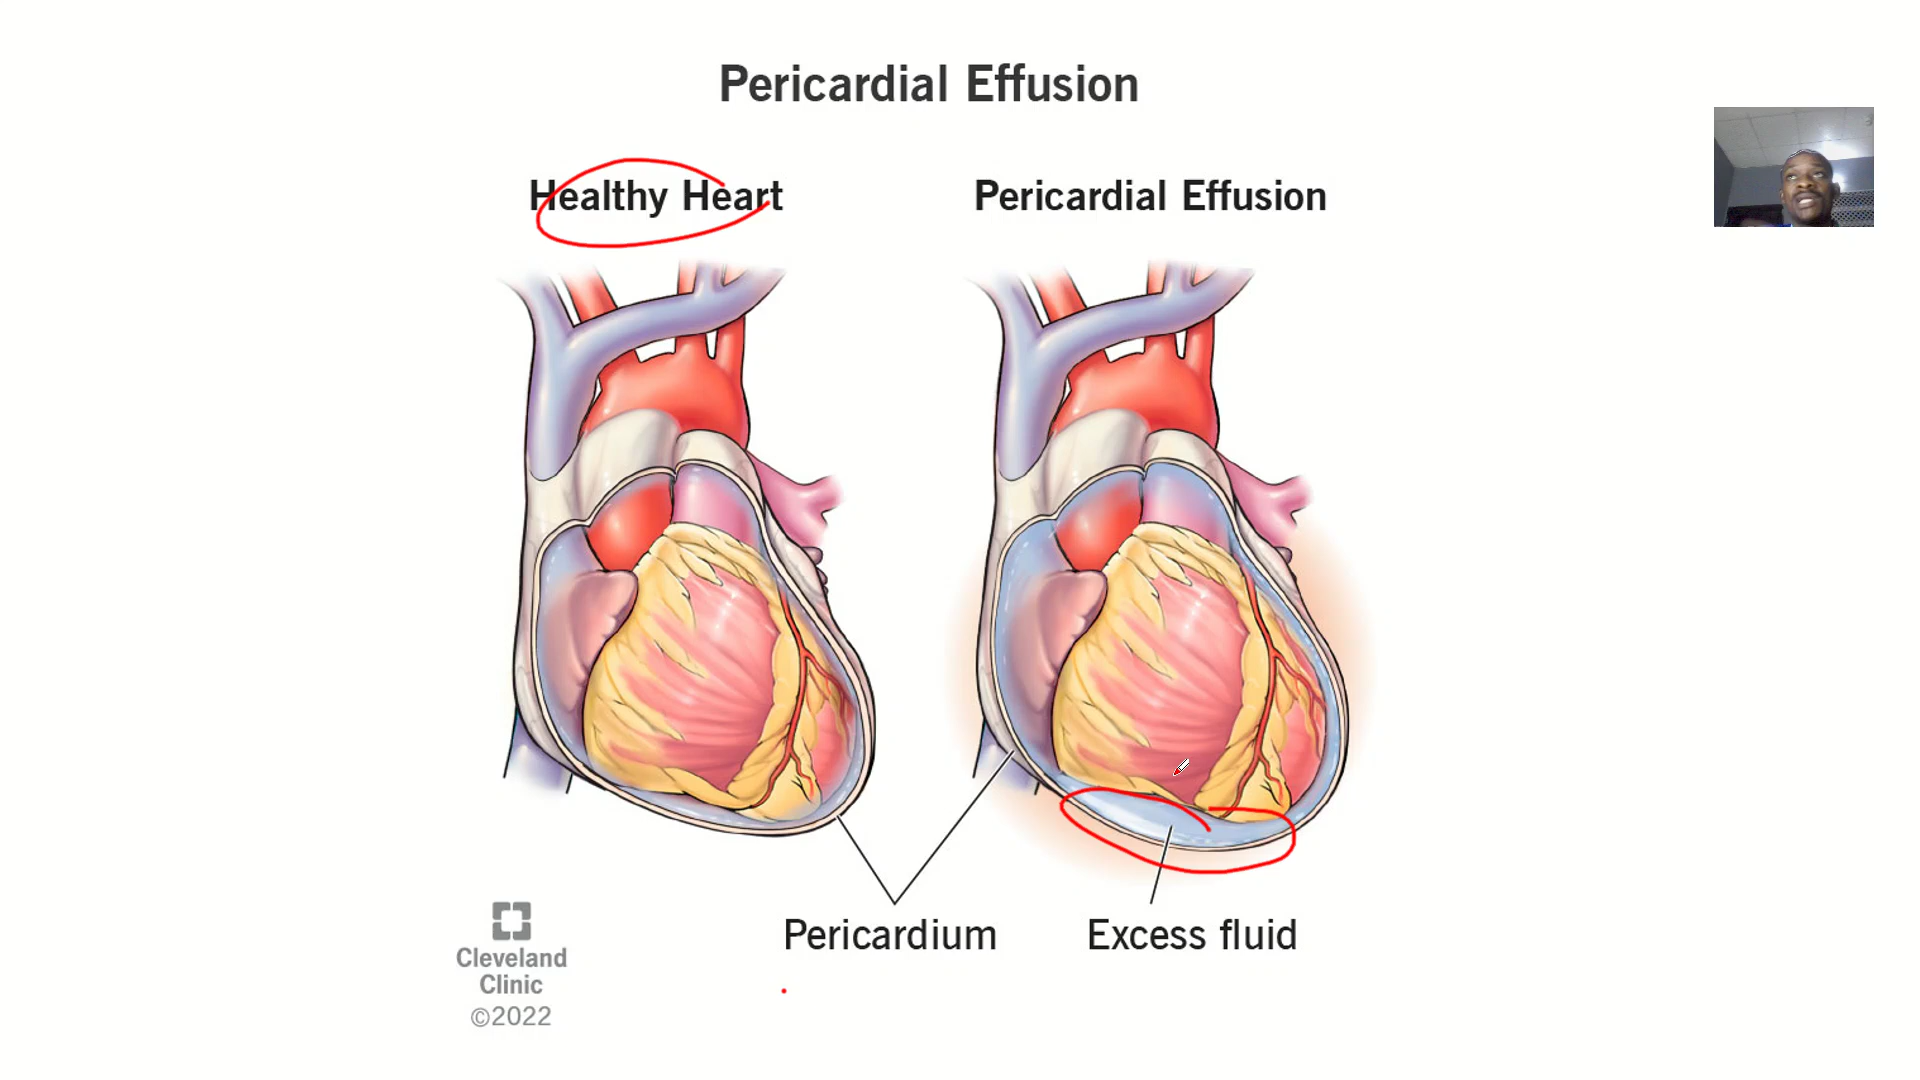 Pericardial Effusion
Healthy Heart
Pericardial Effusion
Pericardium
Excess fluid
Cleveland
Clinic
©2022